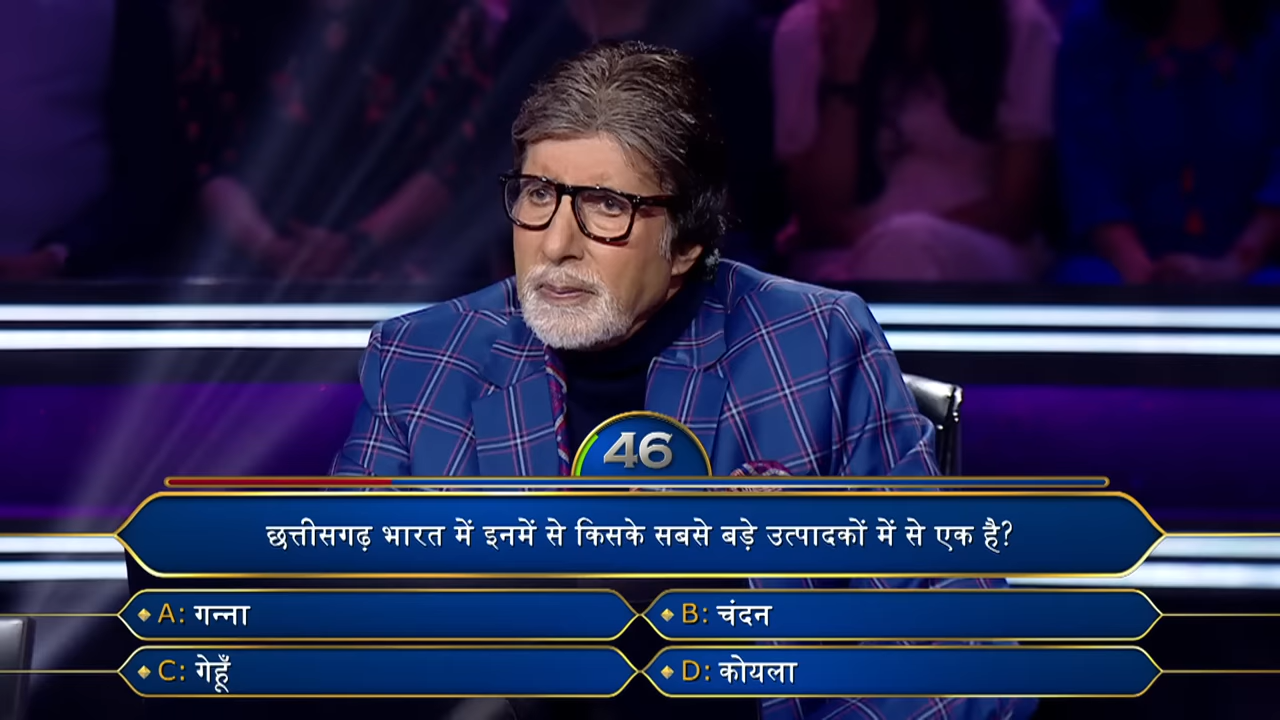 46
छत्तीसगढ़ भारत में इनमें से किसके सबसे बड़े उत्पादकों में से एक है?
A: गन्ना
B: चंदन
C: गेहूँ
D: कोयला